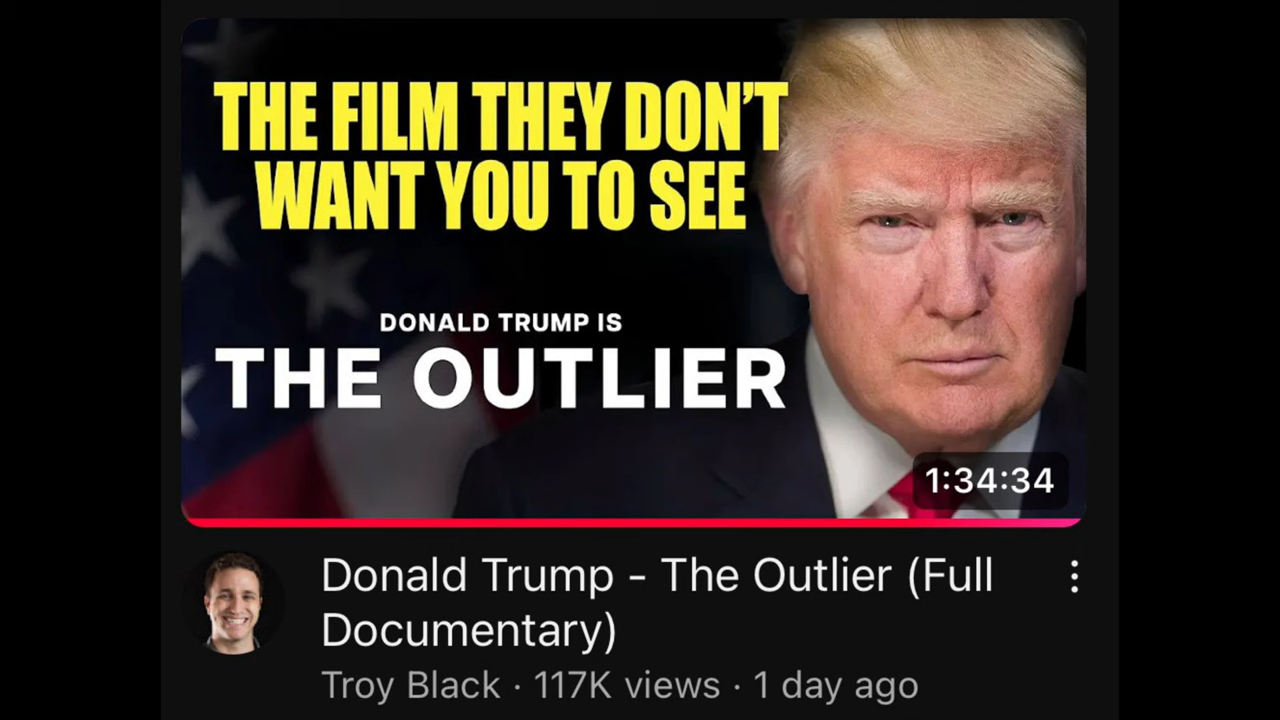 THE FILM THEY DON'T
WANT YOU TO SEE
DONALD TRUMP IS
THE OUTLIER
1:34:34
Donald Trump - The Outlier (Full
Documentary)
Troy Black · 117K views · 1 day ago